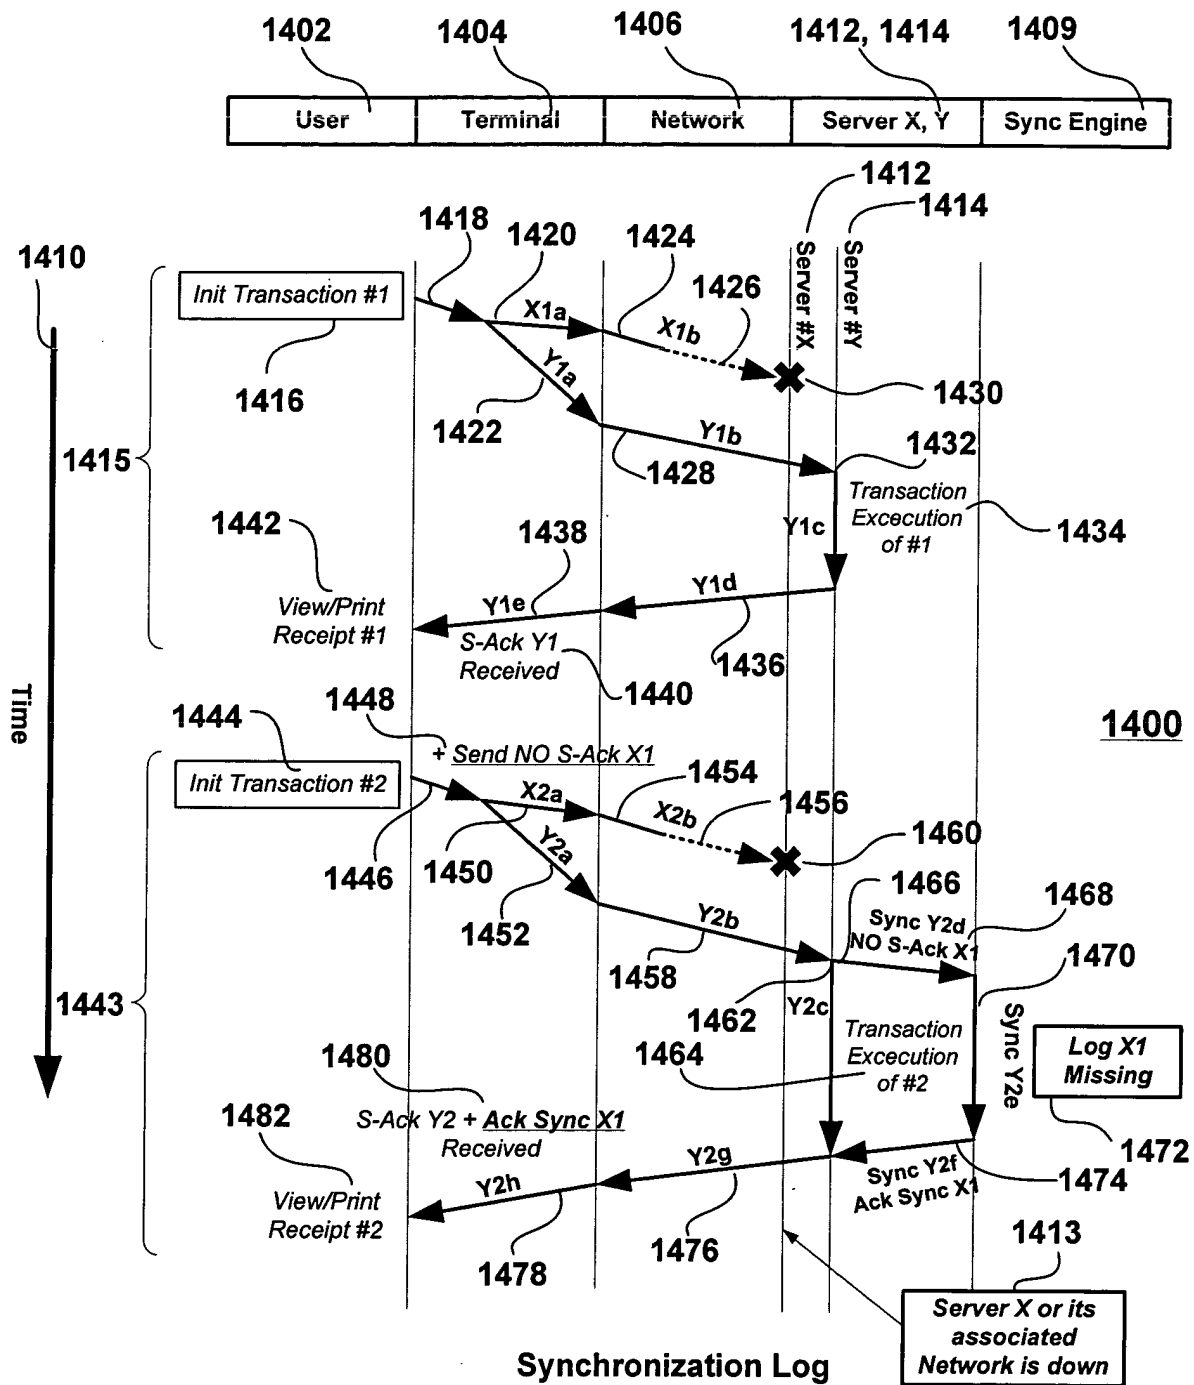 1402
1404
1406
1412, 1414
1409
User
Terminal
Network
Server X, Y
Sync Engine
1412
1414
1418
1420
1424
1410
1426
Server #X
Server #Y
Init Transaction #1
X1a
X1b
1416
Y1a
1422
1430
1415
Y1b
1428
1432
Transaction
Excecution
of #1
1434
Y1c
1442
1438
View/Print
Receipt #1
Y1e
Y1d
S-Ack Y1
Received
1436
1440
Time
1444
1448
+ Send NO S-Ack X1
1400
Init Transaction #2
X2a
1454
X2b
1456
1446
1450
Y2a
1452
1460
1466
Y2b
1458
Sync Y2d
NO S-Ack X1
1468
1470
1443
1462
Y2c
1464
Transaction
Excecution
of #2
Sync Y2e
Log X1
Missing
1480
1482
S-Ack Y2 + Ack Sync X1
Received
1472
View/Print
Receipt #2
Y2h
Y2g
Sync Y2f
Ack Sync X1
1474
1478
1476
1413
Server X or its
associated
Network is down
Synchronization Log